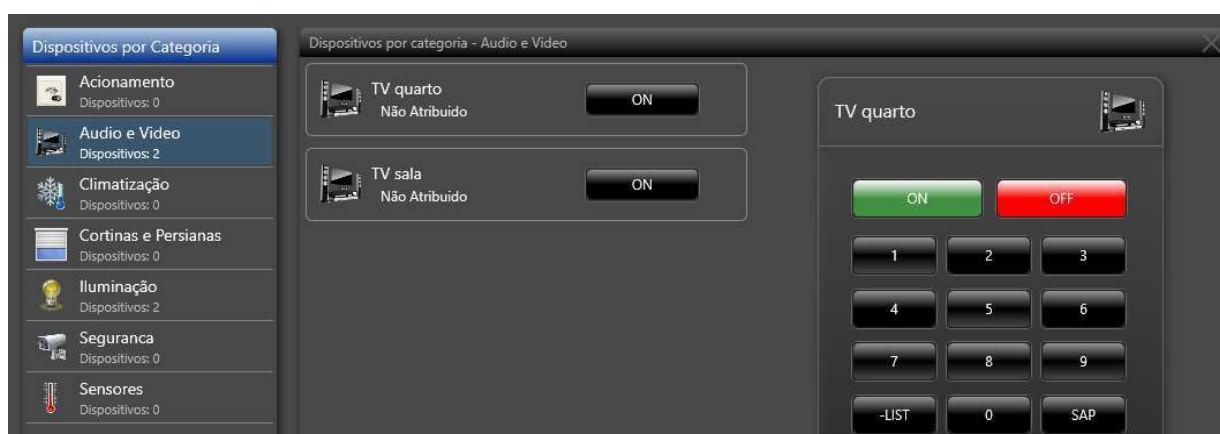 Dispositivos por Categoria
Acionamento
Dispositivos: 0
Audio e Video
Dispositivos: 2
Climatização
Dispositivos: 0
Cortinas e Persianas
Dispositivos: 0
Iluminação
Dispositivos: 2
Seguranca
Dispositivos: 0
Sensores
Dispositivos: 0
Dispositivos por categoria - Audio e Video
TV quarto
Não Atribuido
ON
TV sala
Não Atribuido
ON
TV quarto
ON OFF
1 2 3
4 5 6
7 8 9
-LIST 0 SAP